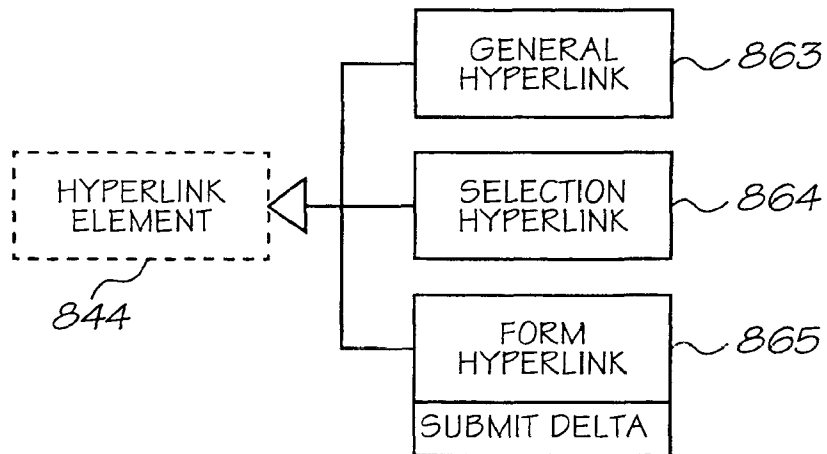 GENERAL
HYPERLINK
863
HYPERLINK
ELEMENT
844
SELECTION
HYPERLINK
864
FORM
HYPERLINK
865
SUBMIT DELTA